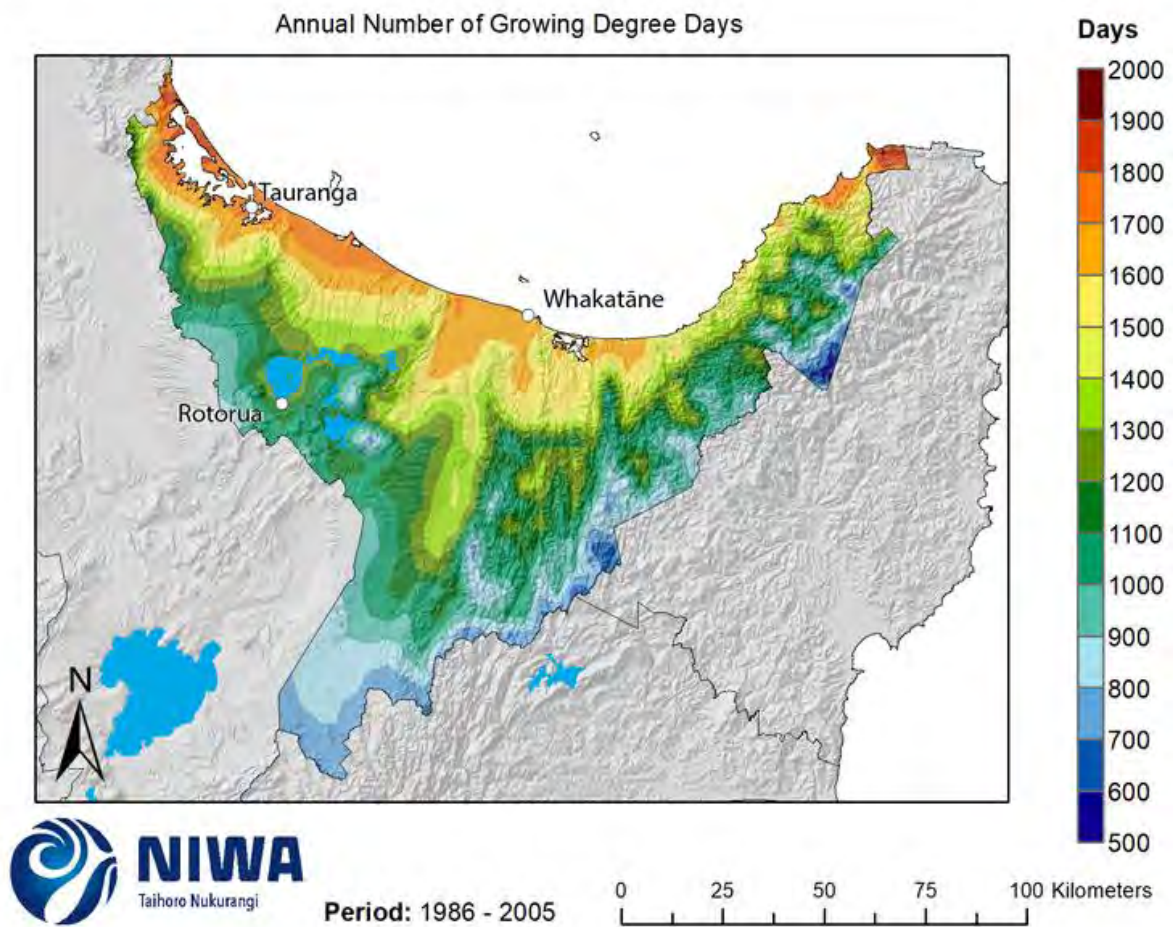 Annual Number of Growing Degree Days
Days
2000
1900
1800
1700
1600
1500
1400
1300
1200
1100
1000
900
800
700
600
500
Tauranga
Whakatāne
Rotorua
N
NIWA
Taihoro Nukurangi
Period: 1986 - 2005
0 25 50 75 100 Kilometers